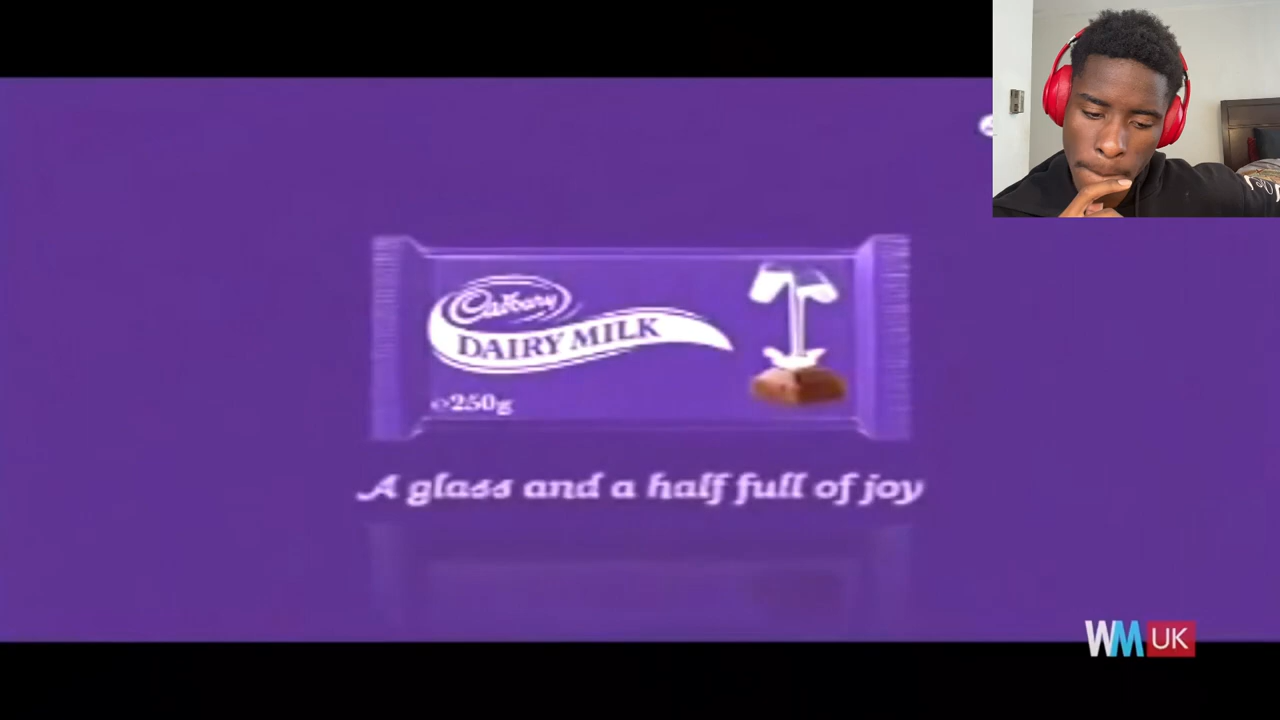 Cadbury
DAIRY MILK
℮250g
A glass and a half full of joy
WM UK